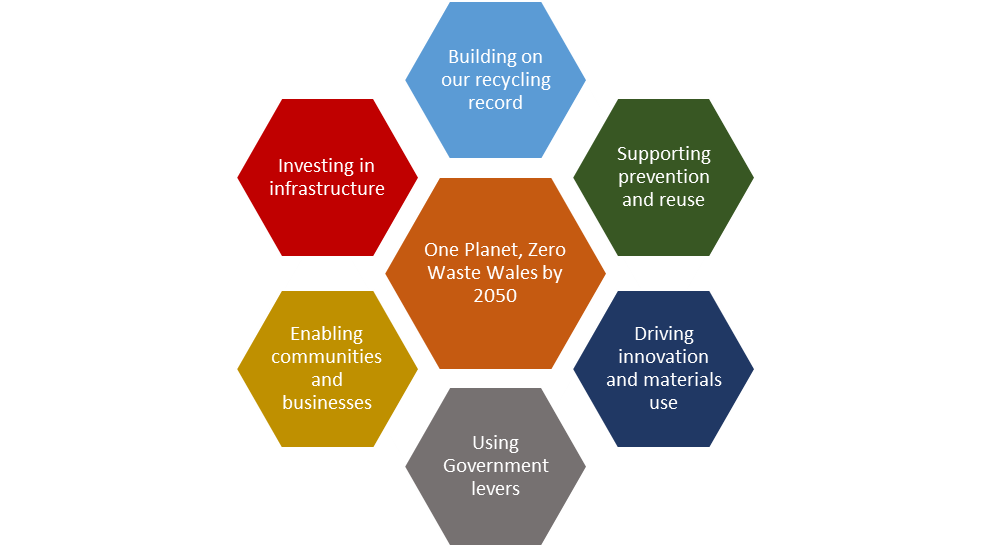 Building on
our recycling
record
Supporting
prevention
and reuse
Driving
innovation
and materials
use
Using
Government
levers
Enabling
communities
and
businesses
Investing in
infrastructure
One Planet, Zero
Waste Wales by
2050